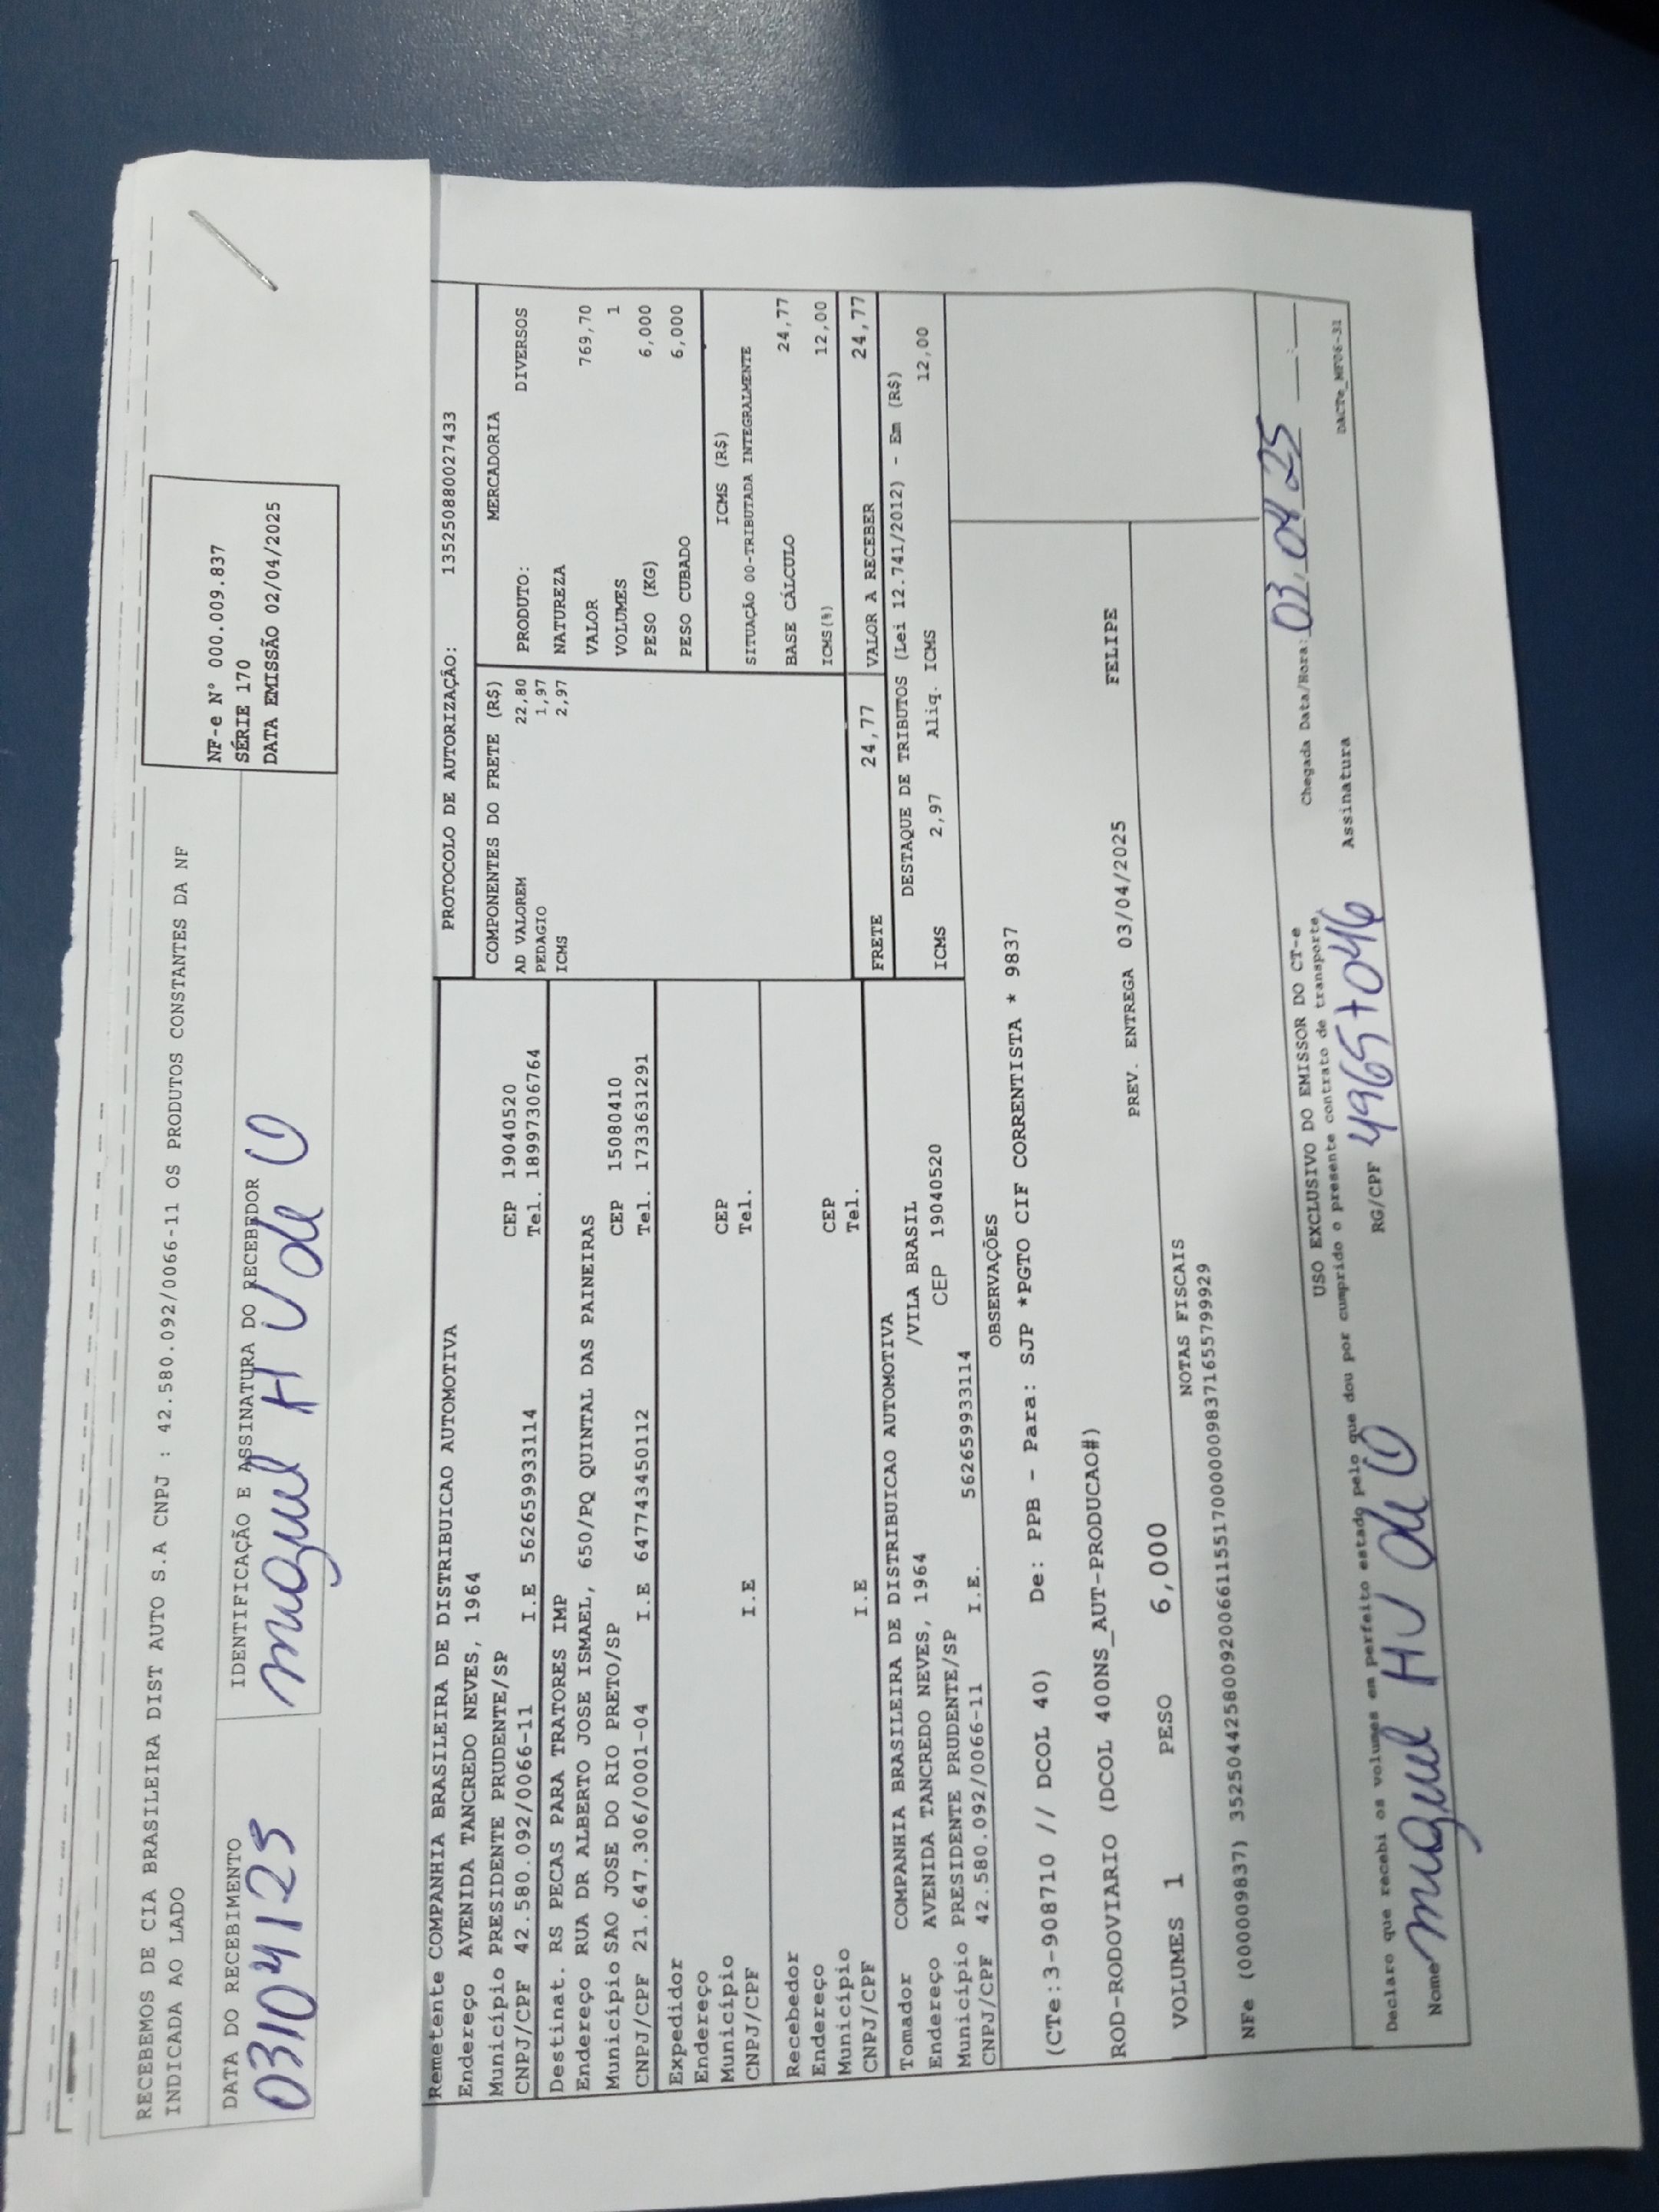 RECEBEMOS DE CIA BRASILEIRA DIST AUTO S.A CNPJ : 42.580.092/0066-11 OS PRODUTOS CONSTANTES DA NF
INDICADA AO LADO
NF-e N° 000.009.837
SÉRIE 170
DATA EMISSÃO 02/04/2025
DATA DO RECEBIMENTO
03/04/25
IDENTIFICAÇÃO E ASSINATURA DO RECEBEDOR
Miguel H V de O
PROTOCOLO DE AUTORIZAÇÃO: 135250880027433
Remetente COMPANHIA BRASILEIRA DE DISTRIBUICAO AUTOMOTIVA
Endereço AVENIDA TANCREDO NEVES, 1964
Município PRESIDENTE PRUDENTE/SP CEP 19040520
CNPJ/CPF 42.580.092/0066-11 I.E 562659933114 Tel. 18997306764
Destinat. RS PECAS PARA TRATORES IMP
Endereço RUA DR ALBERTO JOSE ISMAEL, 650/PQ QUINTAL DAS PAINEIRAS
Município SAO JOSE DO RIO PRETO/SP CEP 15080410
CNPJ/CPF 21.647.306/0001-04 I.E 647743450112 Tel. 1733631291
Expedidor
Endereço
Município CEP
CNPJ/CPF I.E Tel.
Recebedor
Endereço
Município CEP
CNPJ/CPF I.E Tel.
Tomador COMPANHIA BRASILEIRA DE DISTRIBUICAO AUTOMOTIVA
Endereço AVENIDA TANCREDO NEVES, 1964 /VILA BRASIL
Município PRESIDENTE PRUDENTE/SP CEP 19040520
CNPJ/CPF 42.580.092/0066-11 I.E. 562659933114
COMPONENTES DO FRETE (R$)
AD VALOREM 22,80
PEDAGIO 1,97
ICMS 2,97
FRETE 24,77
MERCADORIA
PRODUTO: DIVERSOS
NATUREZA
VALOR 769,70
VOLUMES 1
PESO (KG) 6,000
PESO CUBADO 6,000
ICMS (R$)
SITUAÇÃO 00-TRIBUTADA INTEGRALMENTE
BASE CÁLCULO 24,77
ICMS(%) 12,00
VALOR A RECEBER 24,77
DESTAQUE DE TRIBUTOS (Lei 12.741/2012) - Em (R$)
ICMS 2,97 Aliq. ICMS 12,00
OBSERVAÇÕES
(CTe:3-908710 // DCOL 40) De: PPB - Para: SJP *PGTO CIF CORRENTISTA * 9837
ROD-RODOVIARIO (DCOL 400NS_AUT-PRODUCAO#)
PREV. ENTREGA 03/04/2025 FELIPE
VOLUMES 1 PESO 6,000
NOTAS FISCAIS
NFe (000009837) 35250442580092006611551700000098371655799929
USO EXCLUSIVO DO EMISSOR DO CT-e
Declaro que recebi os volumes em perfeito estado pelo que dou por cumprido o presente contrato de transporte,
Chegada Data/Hora: 03/04/25 __:__
Nome Miguel H V de O RG/CPF Assinatura
DACTe_MF06-31